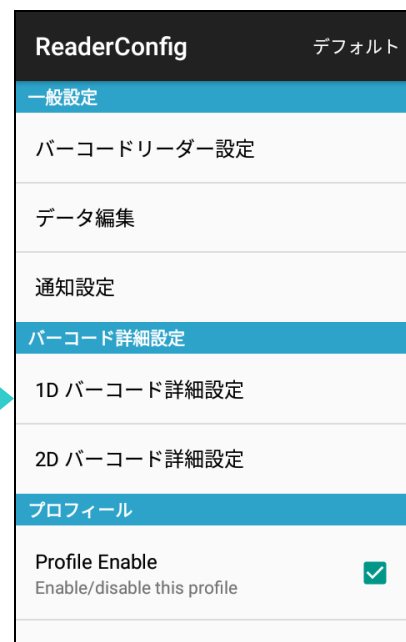 ReaderConfig デフォルト
一般設定
バーコードリーダー設定
データ編集
通知設定
バーコード詳細設定
1D バーコード詳細設定
2D バーコード詳細設定
プロフィール
Profile Enable
Enable/disable this profile